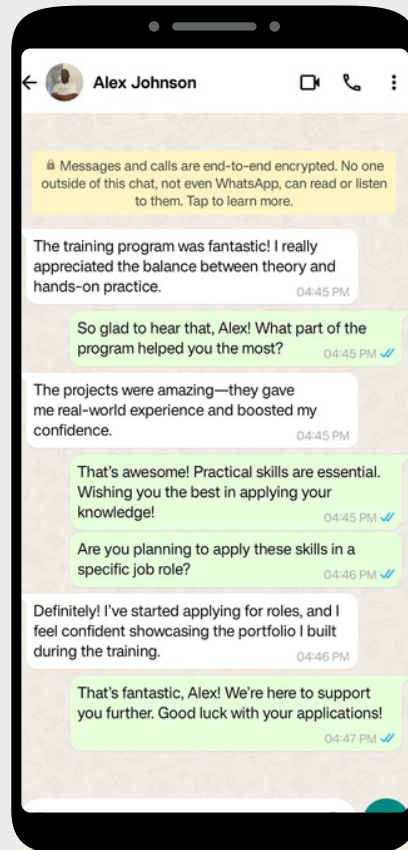 Alex Johnson
Messages and calls are end-to-end encrypted. No one
outside of this chat, not even WhatsApp, can read or listen
to them. Tap to learn more.
The training program was fantastic! I really
appreciated the balance between theory and
hands-on practice.
04:45 PM
So glad to hear that, Alex! What part of the
program helped you the most?
04:45 PM
The projects were amazing—they gave
me real-world experience and boosted my
confidence.
04:45 PM
That's awesome! Practical skills are essential.
Wishing you the best in applying your
knowledge!
04:45 PM
Are you planning to apply these skills in a
specific job role?
04:46 PM
Definitely! I've started applying for roles, and I
feel confident showcasing the portfolio I built
during the training.
04:46 PM
That's fantastic, Alex! We're here to support
you further. Good luck with your applications!
04:47 PM